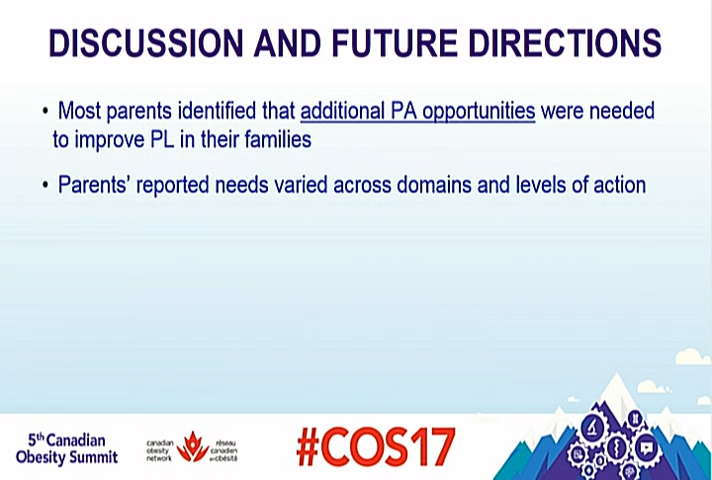 DISCUSSION AND FUTURE DIRECTIONS
• Most parents identified that additional PA opportunities were needed
to improve PL in their families
• Parents' reported needs varied across domains and levels of action
5th Canadian
Obesity Summit
canadian
obesity
network
réseau
canadien
en obésité
#COS17